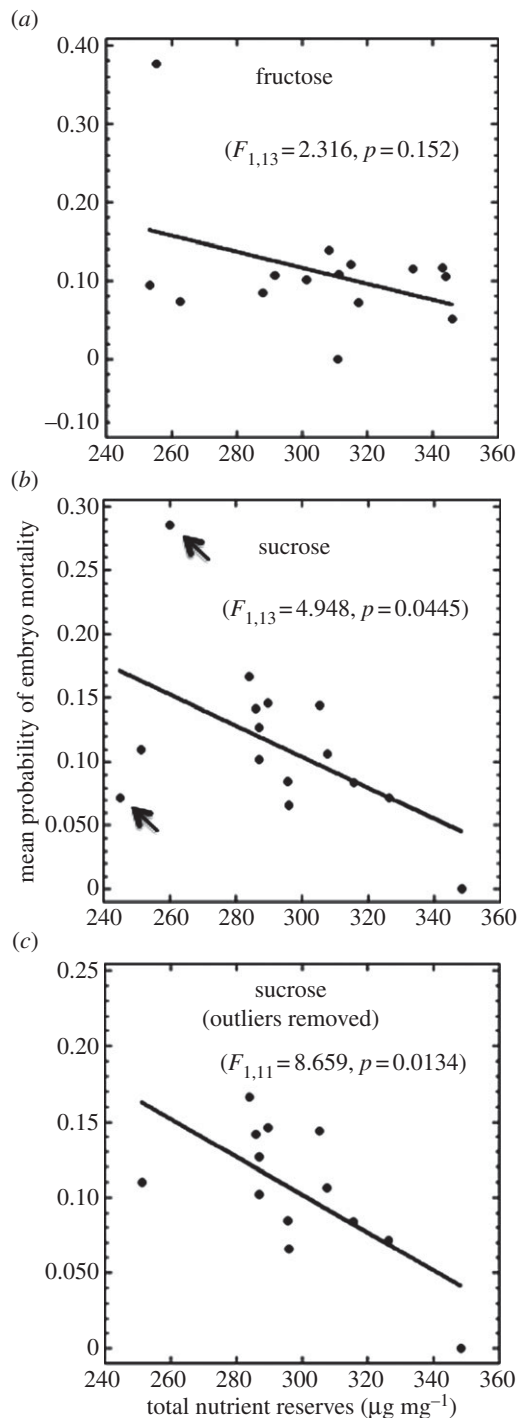 (a)
0.40
0.30
0.20
0.10
0
–0.10
fructose
(F1,13 = 2.316, p = 0.152)
240 260 280 300 320 340 360
(b)
mean probability of embryo mortality
0.30
0.25
0.20
0.15
0.10
0.050
0
sucrose
(F1,13 = 4.948, p = 0.0445)
240 260 280 300 320 340 360
(c)
0.25
0.20
0.15
0.10
0.050
0
sucrose
(outliers removed)
(F1,11 = 8.659, p = 0.0134)
240 260 280 300 320 340 360
total nutrient reserves (µg mg–1)